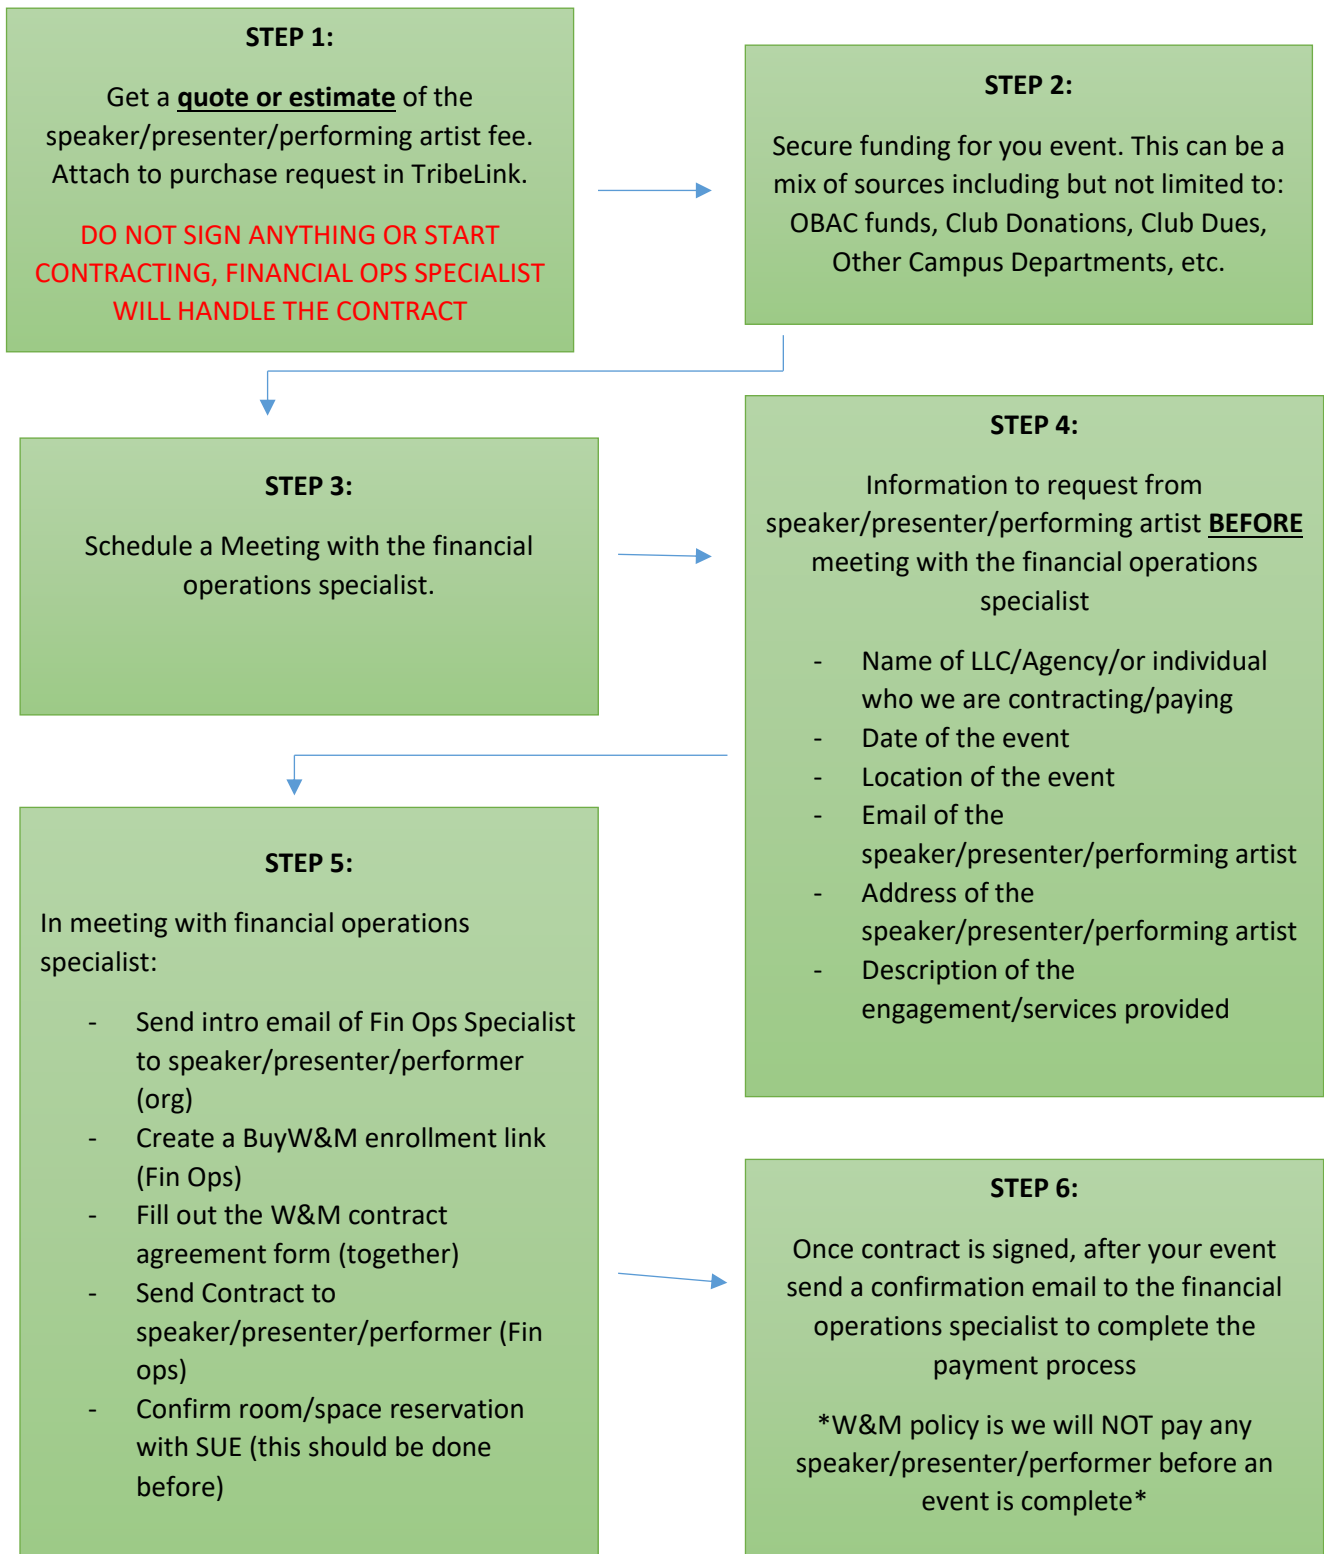 STEP 1:
Get a quote or estimate of the
speaker/presenter/performing artist fee.
Attach to purchase request in TribeLink.
DO NOT SIGN ANYTHING OR START
CONTRACTING, FINANCIAL OPS SPECIALIST
WILL HANDLE THE CONTRACT
STEP 2:
Secure funding for you event. This can be a
mix of sources including but not limited to:
OBAC funds, Club Donations, Club Dues,
Other Campus Departments, etc.
STEP 3:
Schedule a Meeting with the financial
operations specialist.
STEP 4:
Information to request from
speaker/presenter/performing artist BEFORE
meeting with the financial operations
specialist
- Name of LLC/Agency/or individual
who we are contracting/paying
- Date of the event
- Location of the event
- Email of the
speaker/presenter/performing artist
- Address of the
speaker/presenter/performing artist
- Description of the
engagement/services provided
STEP 5:
In meeting with financial operations
specialist:
- Send intro email of Fin Ops Specialist
to speaker/presenter/performer
(org)
- Create a BuyW&M enrollment link
(Fin Ops)
- Fill out the W&M contract
agreement form (together)
- Send Contract to
speaker/presenter/performer (Fin
ops)
- Confirm room/space reservation
with SUE (this should be done
before)
STEP 6:
Once contract is signed, after your event
send a confirmation email to the financial
operations specialist to complete the
payment process
*W&M policy is we will NOT pay any
speaker/presenter/performer before an
event is complete*